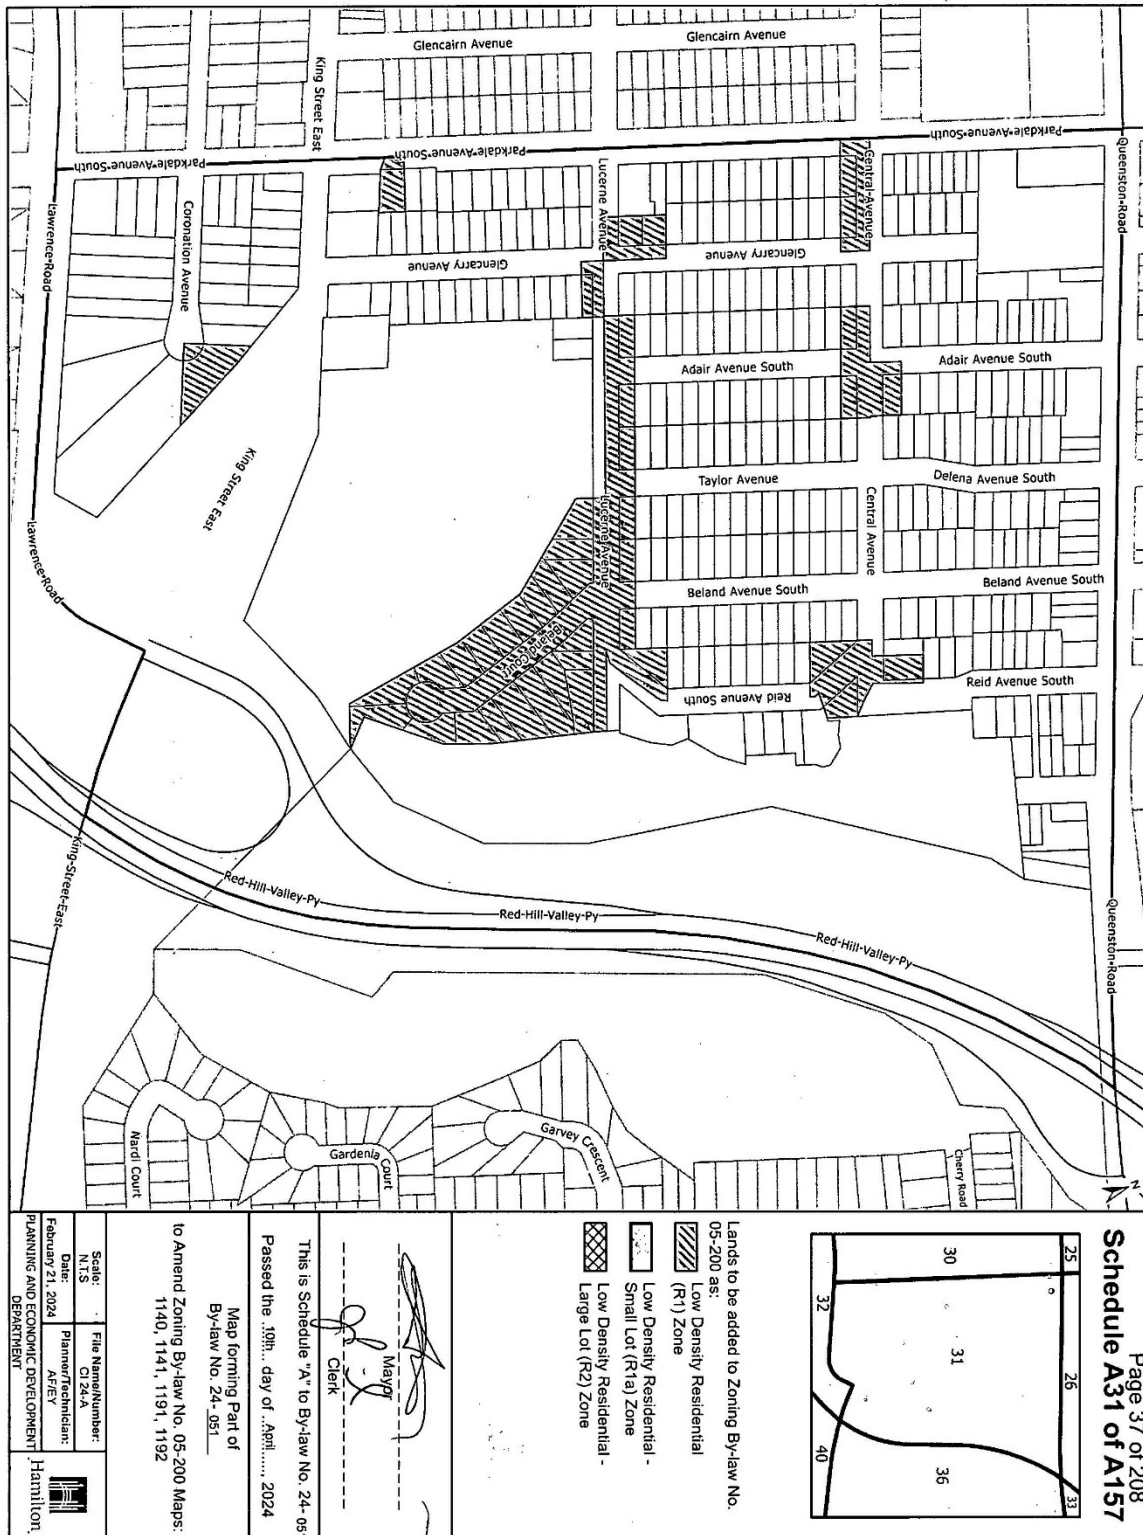 Page 37 of 208
Schedule A31 of A157
25
26
33
30
31
36
32
40
Lands to be added to Zoning By-law No.
05-200 as:
Low Density Residential
(R1) Zone
Low Density Residential -
Small Lot (R1a) Zone
Low Density Residential -
Large Lot (R2) Zone
Mayor
Clerk
This is Schedule "A" to By-law No. 24- 05
Passed the ..10th.... day of ..April......., 2024
Map forming Part of
By-law No. 24- 051
to Amend Zoning By-law No. 05-200 Maps:
1140, 1141, 1191, 1192
Scale:
N.T.S
File Name/Number:
CI 24-A
Date:
February 21, 2024
Planner/Technician:
AF/EY
PLANNING AND ECONOMIC DEVELOPMENT
DEPARTMENT
Hamilton
N
Glencairn Avenue
Glencairn Avenue
King Street East
Parkdale-Avenue-South
Parkdale-Avenue-South
Parkdale-Avenue-South
Queenston-Road
Lawrence-Road
Coronation Avenue
Lucerne Avenue
Central-Avenue
Glencarry Avenue
Glencarry Avenue
Adair Avenue South
Adair Avenue South
King Street East
Taylor Avenue
Delena Avenue South
Central Avenue
Lucerne Avenue
Lawrence-Road
Beland Avenue South
Beland Avenue South
Beland Court
Reid Avenue South
Reid Avenue South
King-Street-East
Red-Hill-Valley-Py
Red-Hill-Valley-Py
Red-Hill-Valley-Py
Queenston-Road
Nardi Court
Gardenia Court
Garvey Crescent
Cherry Road